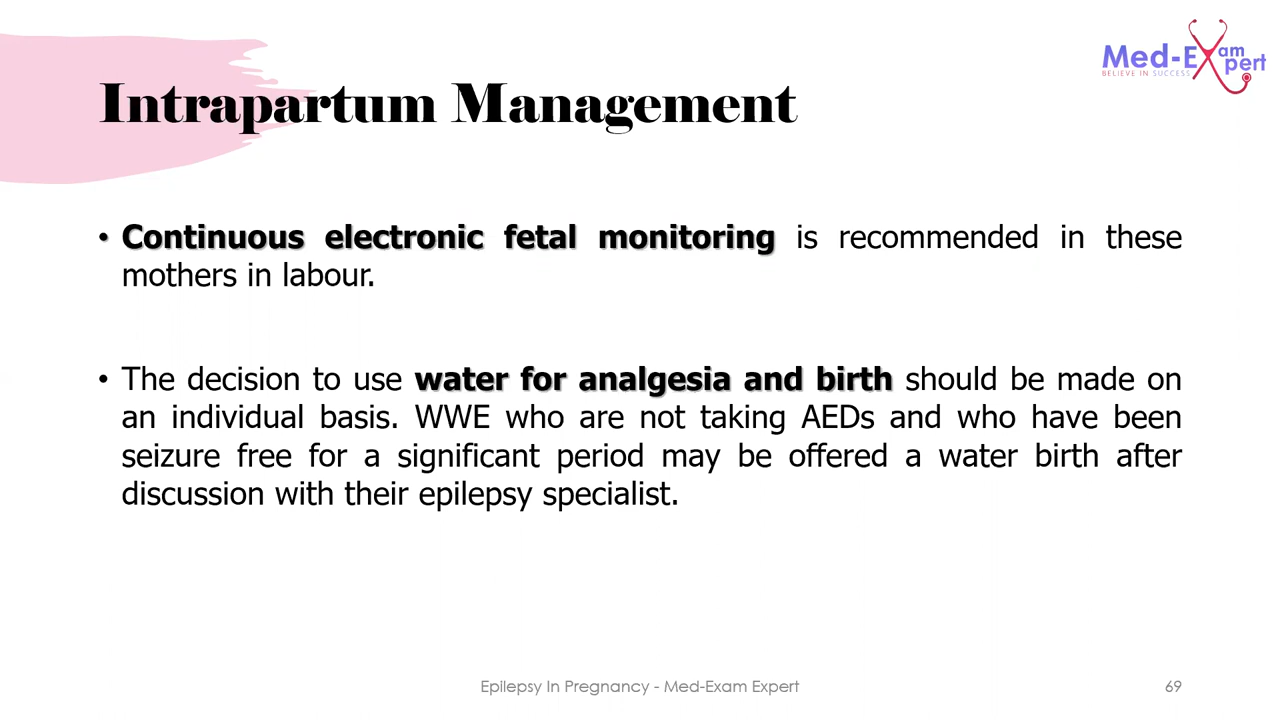 Med-Exam Expert
BELIEVE IN SUCCESS
Intrapartum Management
• Continuous electronic fetal monitoring is recommended in these
mothers in labour.
• The decision to use water for analgesia and birth should be made on
an individual basis. WWE who are not taking AEDs and who have been
seizure free for a significant period may be offered a water birth after
discussion with their epilepsy specialist.
Epilepsy In Pregnancy - Med-Exam Expert
69